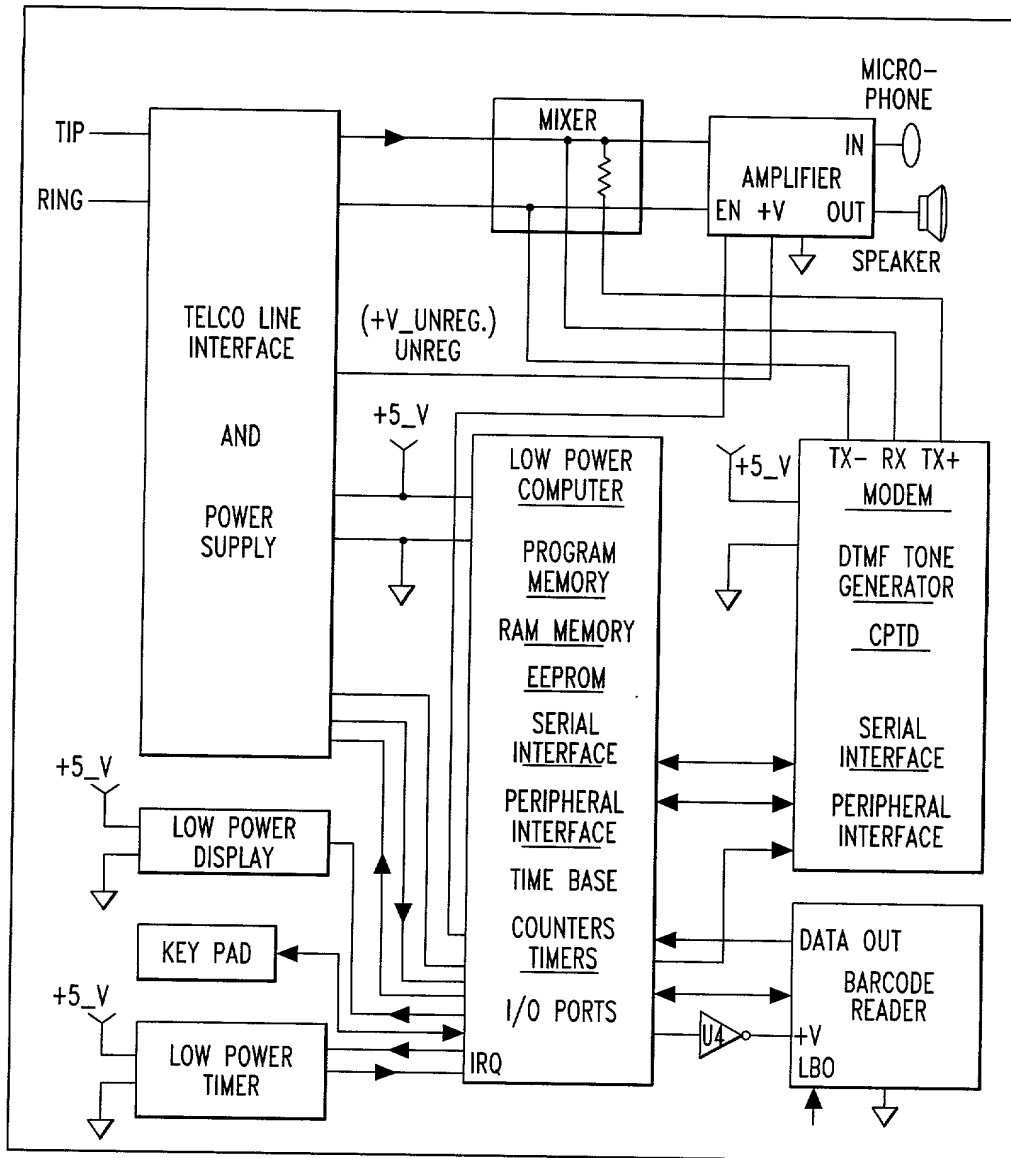 MICRO-
PHONE
TIP
RING
MIXER
IN
AMPLIFIER
EN +V OUT
SPEAKER
TELCO LINE
INTERFACE
AND
POWER
SUPPLY
(+V_UNREG.)
UNREG
+5_V
LOW POWER
COMPUTER
PROGRAM
MEMORY
RAM MEMORY
EEPROM
SERIAL
INTERFACE
PERIPHERAL
INTERFACE
TIME BASE
COUNTERS
TIMERS
I/O PORTS
IRQ
+5_V
TX- RX TX+
MODEM
DTMF TONE
GENERATOR
CPTD
SERIAL
INTERFACE
PERIPHERAL
INTERFACE
+5_V
LOW POWER
DISPLAY
KEY PAD
+5_V
LOW POWER
TIMER
U4
DATA OUT
BARCODE
READER
+V
LBO